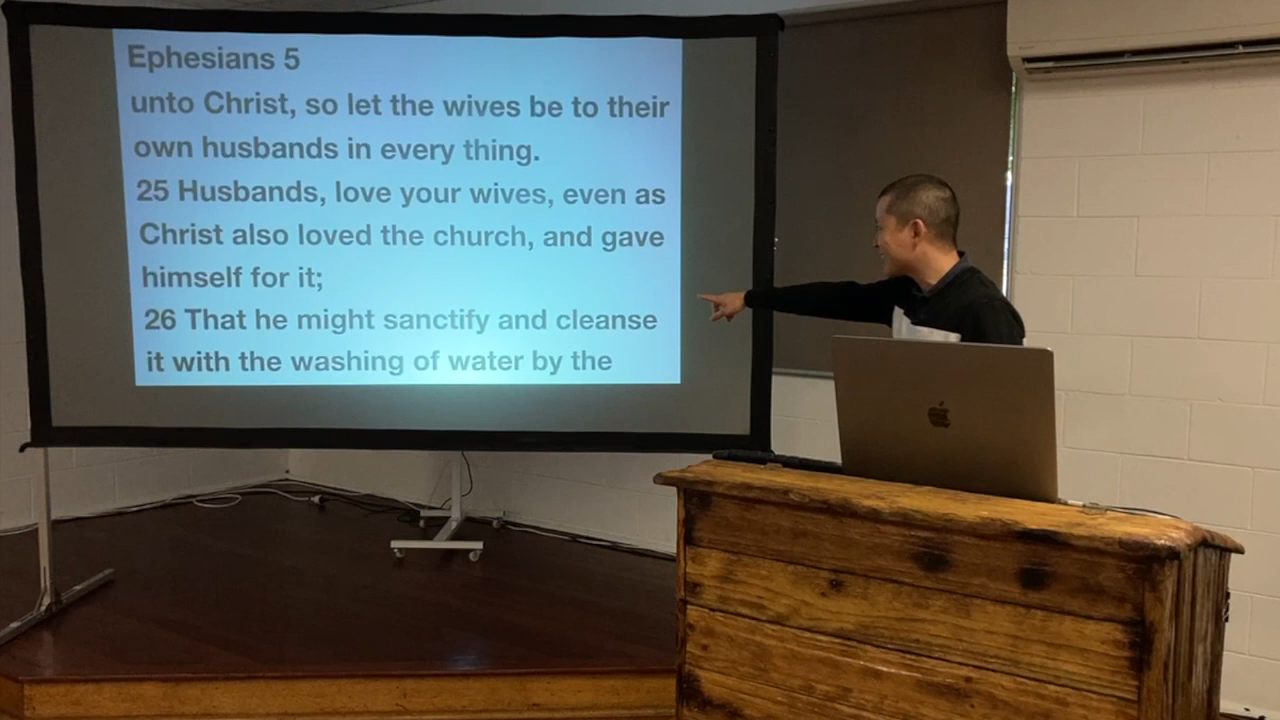 Ephesians 5
unto Christ, so let the wives be to their
own husbands in every thing.
25 Husbands, love your wives, even as
Christ also loved the church, and gave
himself for it;
26 That he might sanctify and cleanse
it with the washing of water by the